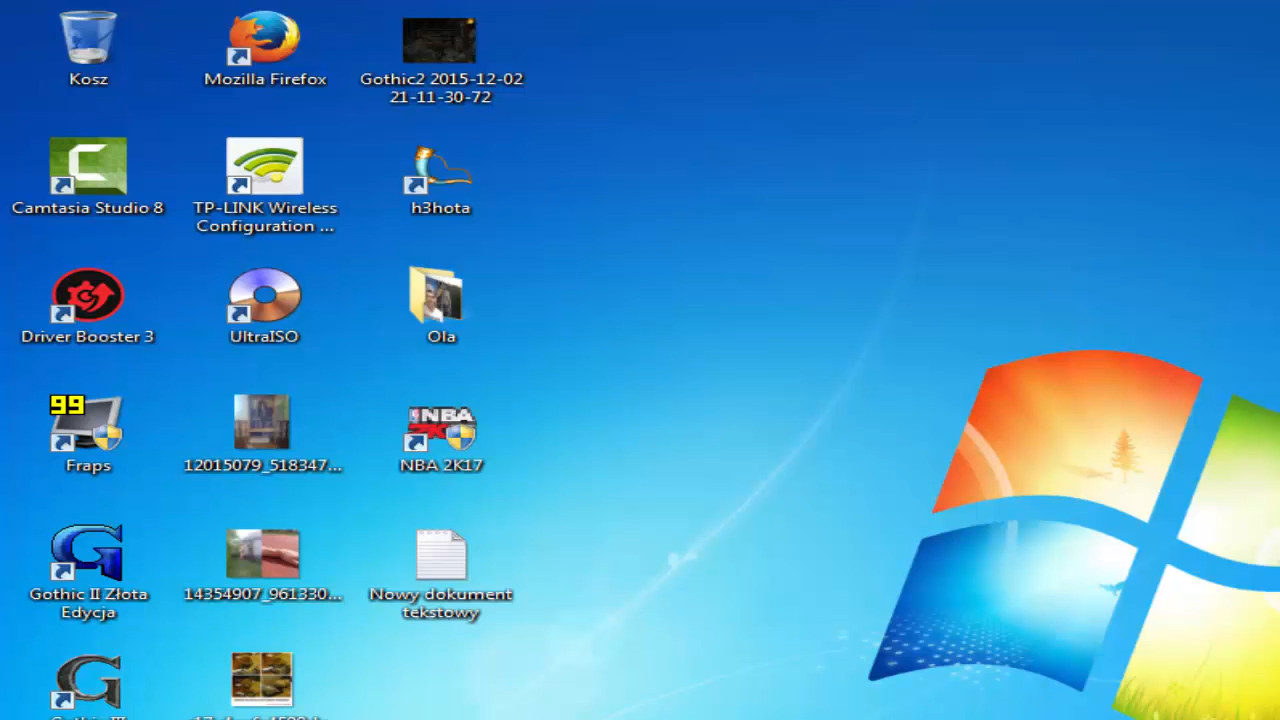 Kosz
Mozilla Firefox
Gothic2 2015-12-02
21-11-30-72
Camtasia Studio 8
TP-LINK Wireless
Configuration ...
h3hota
Driver Booster 3
UltraISO
Ola
99
Fraps
12015079_518347...
NBA
NBA 2K17
Gothic II Złota
Edycja
14354907_961330...
Nowy dokument
tekstowy
Gothic III